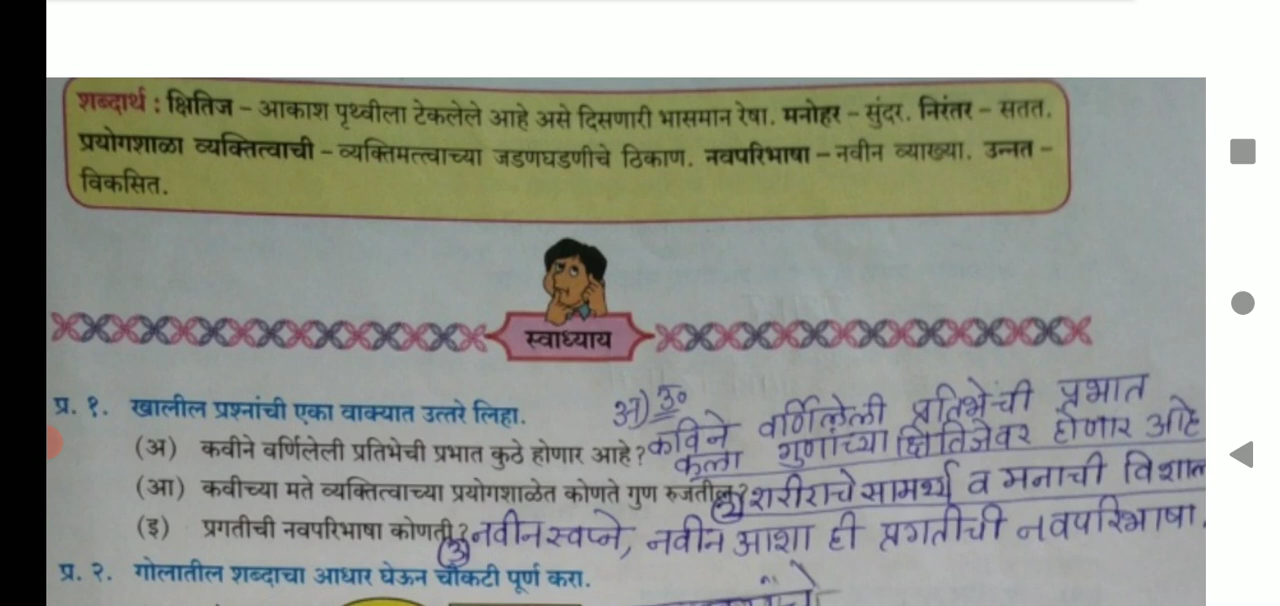 शब्दार्थ : क्षितिज – आकाश पृथ्वीला टेकलेले आहे असे दिसणारी भासमान रेषा. मनोहर – सुंदर. निरंतर – सतत.
प्रयोगशाळा व्यक्तित्वाची – व्यक्तिमत्त्वाच्या जडणघडणीचे ठिकाण. नवपरिभाषा – नवीन व्याख्या. उन्नत –
विकसित.
स्वाध्याय
प्र. १. खालील प्रश्नांची एका वाक्यात उत्तरे लिहा.
अ) उ०
(अ) कवीने वर्णिलेली प्रतिभेची प्रभात कुठे होणार आहे?
कविने वर्णिलेली प्रतिभेची प्रभात
कला गुणांच्या क्षितिजेवर होणार आहे
(आ) कवीच्या मते व्यक्तित्वाच्या प्रयोगशाळेत कोणते गुण रुजतील?
शरीराचे सामर्थ्य व मनाची विशाल
(इ) प्रगतीची नवपरिभाषा कोणती?
नवीन स्वप्ने, नवीन आशा ही प्रगतीची नवपरिभाषा.
प्र. २. गोलातील शब्दाचा आधार घेऊन चौकटी पूर्ण करा.